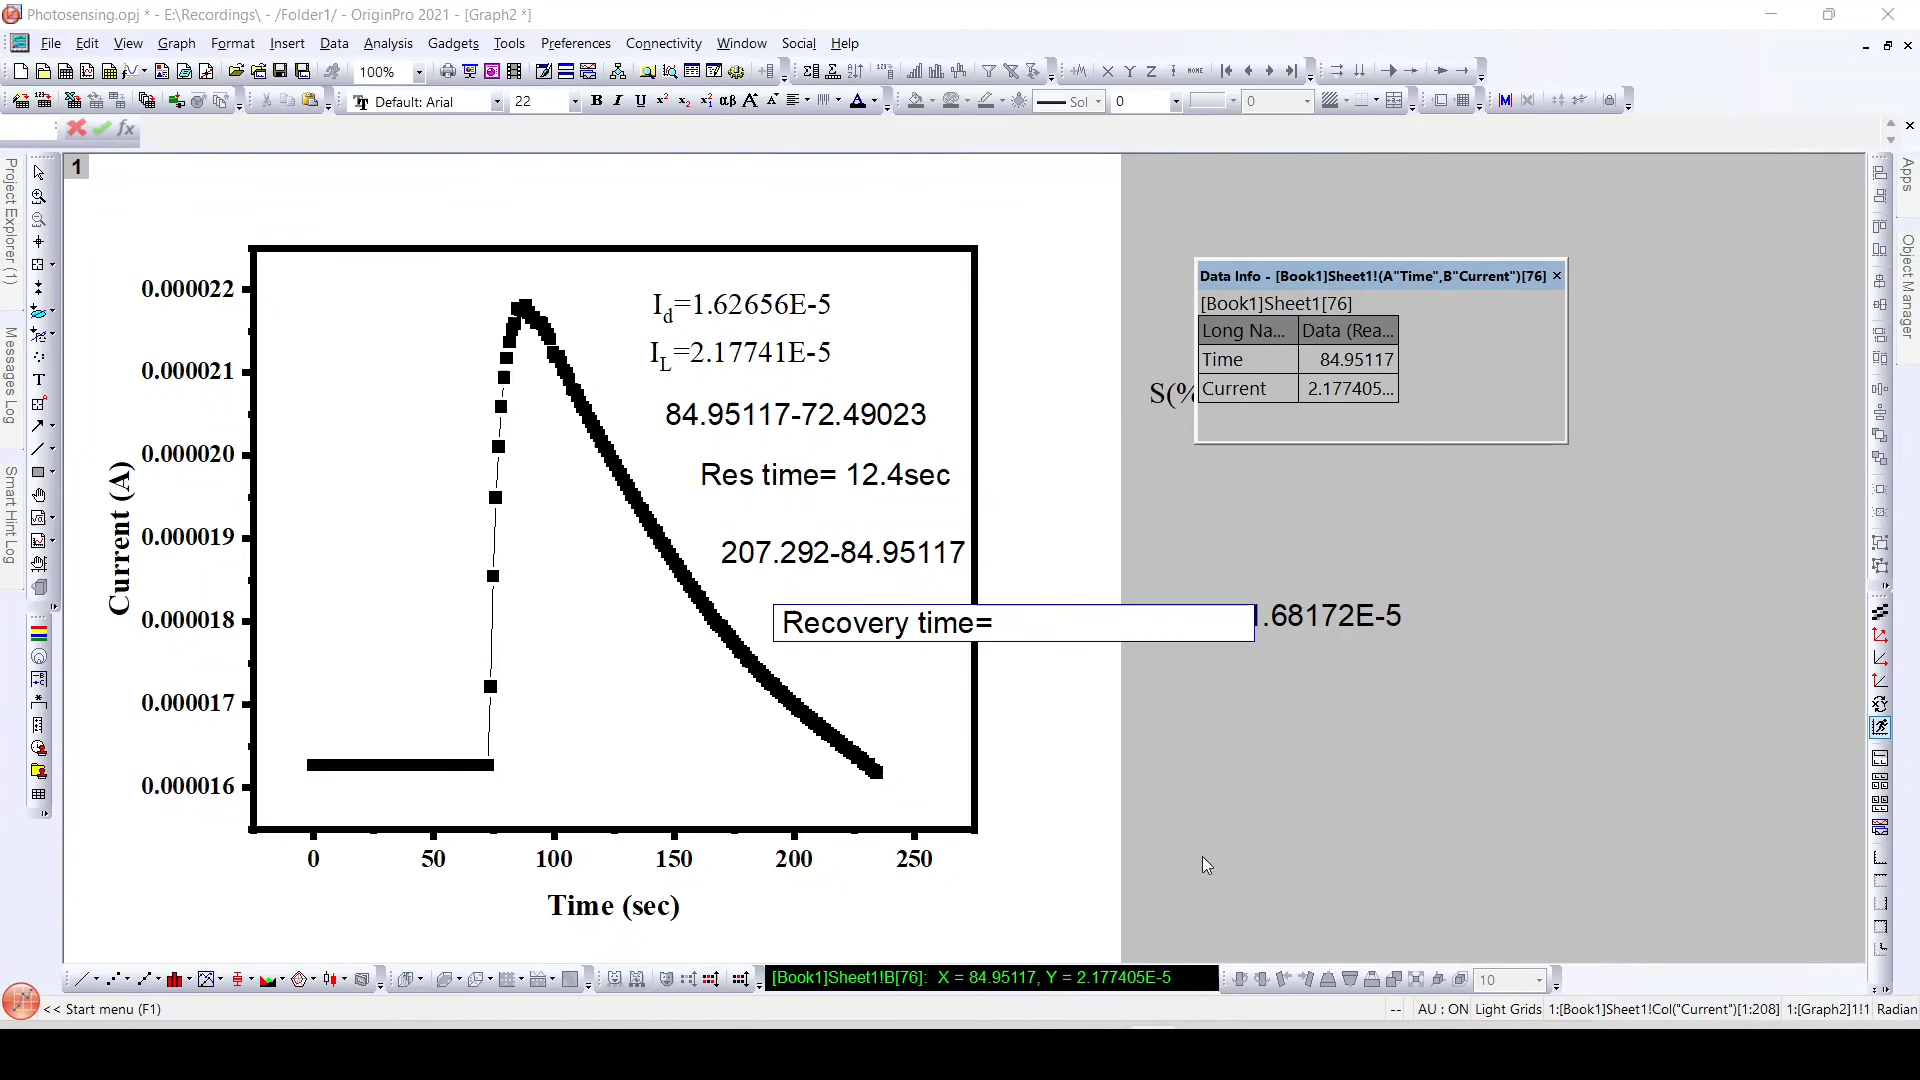 Photosensing.opj * - E:\Recordings\ - /Folder1/ - OriginPro 2021 - [Graph2 *]
File Edit View Graph Format Insert Data Analysis Gadgets Tools Preferences Connectivity Window Social Help
100%
Default: Arial 22 B I U αβ A A A Sol 0 0
fx
Project Explorer (1)
Messages Log
Smart Hint Log
Apps
Object Manager
1
0.000022
0.000021
0.000020
0.000019
0.000018
0.000017
0.000016
Current (A)
0 50 100 150 200 250
Time (sec)
Id=1.62656E-5
IL=2.17741E-5
84.95117-72.49023
Res time= 12.4sec
207.292-84.95117
Recovery time=
.68172E-5
S(%
Data Info - [Book1]Sheet1!(A"Time",B"Current")[76]
[Book1]Sheet1[76]
Long Na... Data (Rea...
Time 84.95117
Current 2.177405...
[Book1]Sheet1!B[76]: X = 84.95117, Y = 2.177405E-5
10
<< Start menu (F1)
-- AU : ON Light Grids 1:[Book1]Sheet1!Col("Current")[1:208] 1:[Graph2]1!1 Radian